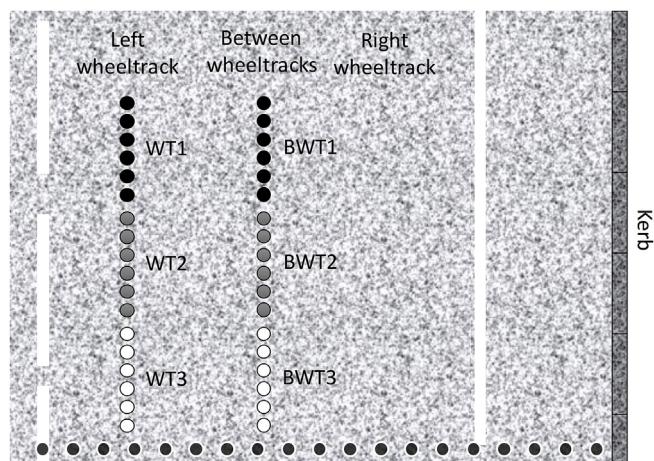 Left
wheeltrack
Between
wheeltracks
Right
wheeltrack
WT1
BWT1
WT2
BWT2
WT3
BWT3
Kerb